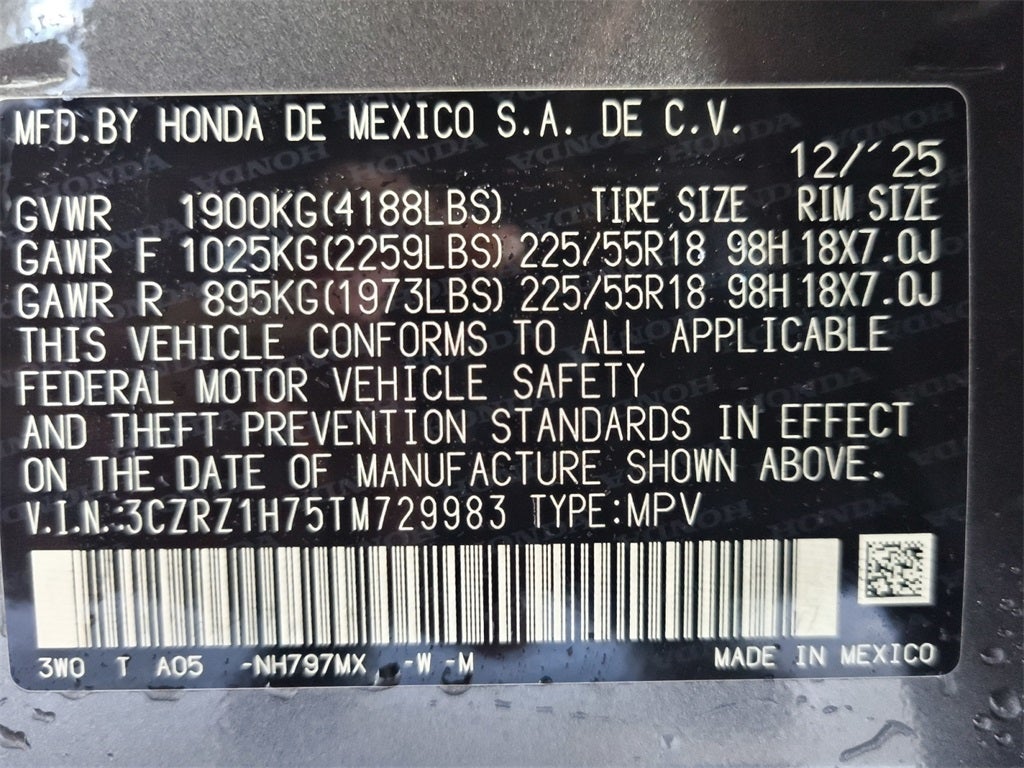 MFD.BY HONDA DE MEXICO S.A. DE C.V.
12/´25
GVWR 1900KG(4188LBS) TIRE SIZE RIM SIZE
GAWR F 1025KG(2259LBS) 225/55R18 98H 18X7.0J
GAWR R 895KG(1973LBS) 225/55R18 98H 18X7.0J
THIS VEHICLE CONFORMS TO ALL APPLICABLE
FEDERAL MOTOR VEHICLE SAFETY
AND THEFT PREVENTION STANDARDS IN EFFECT
ON THE DATE OF MANUFACTURE SHOWN ABOVE.
V.I.N.:3CZRZ1H75TM729983 TYPE:MPV
3W0 T A05 -NH797MX -W -M MADE IN MEXICO